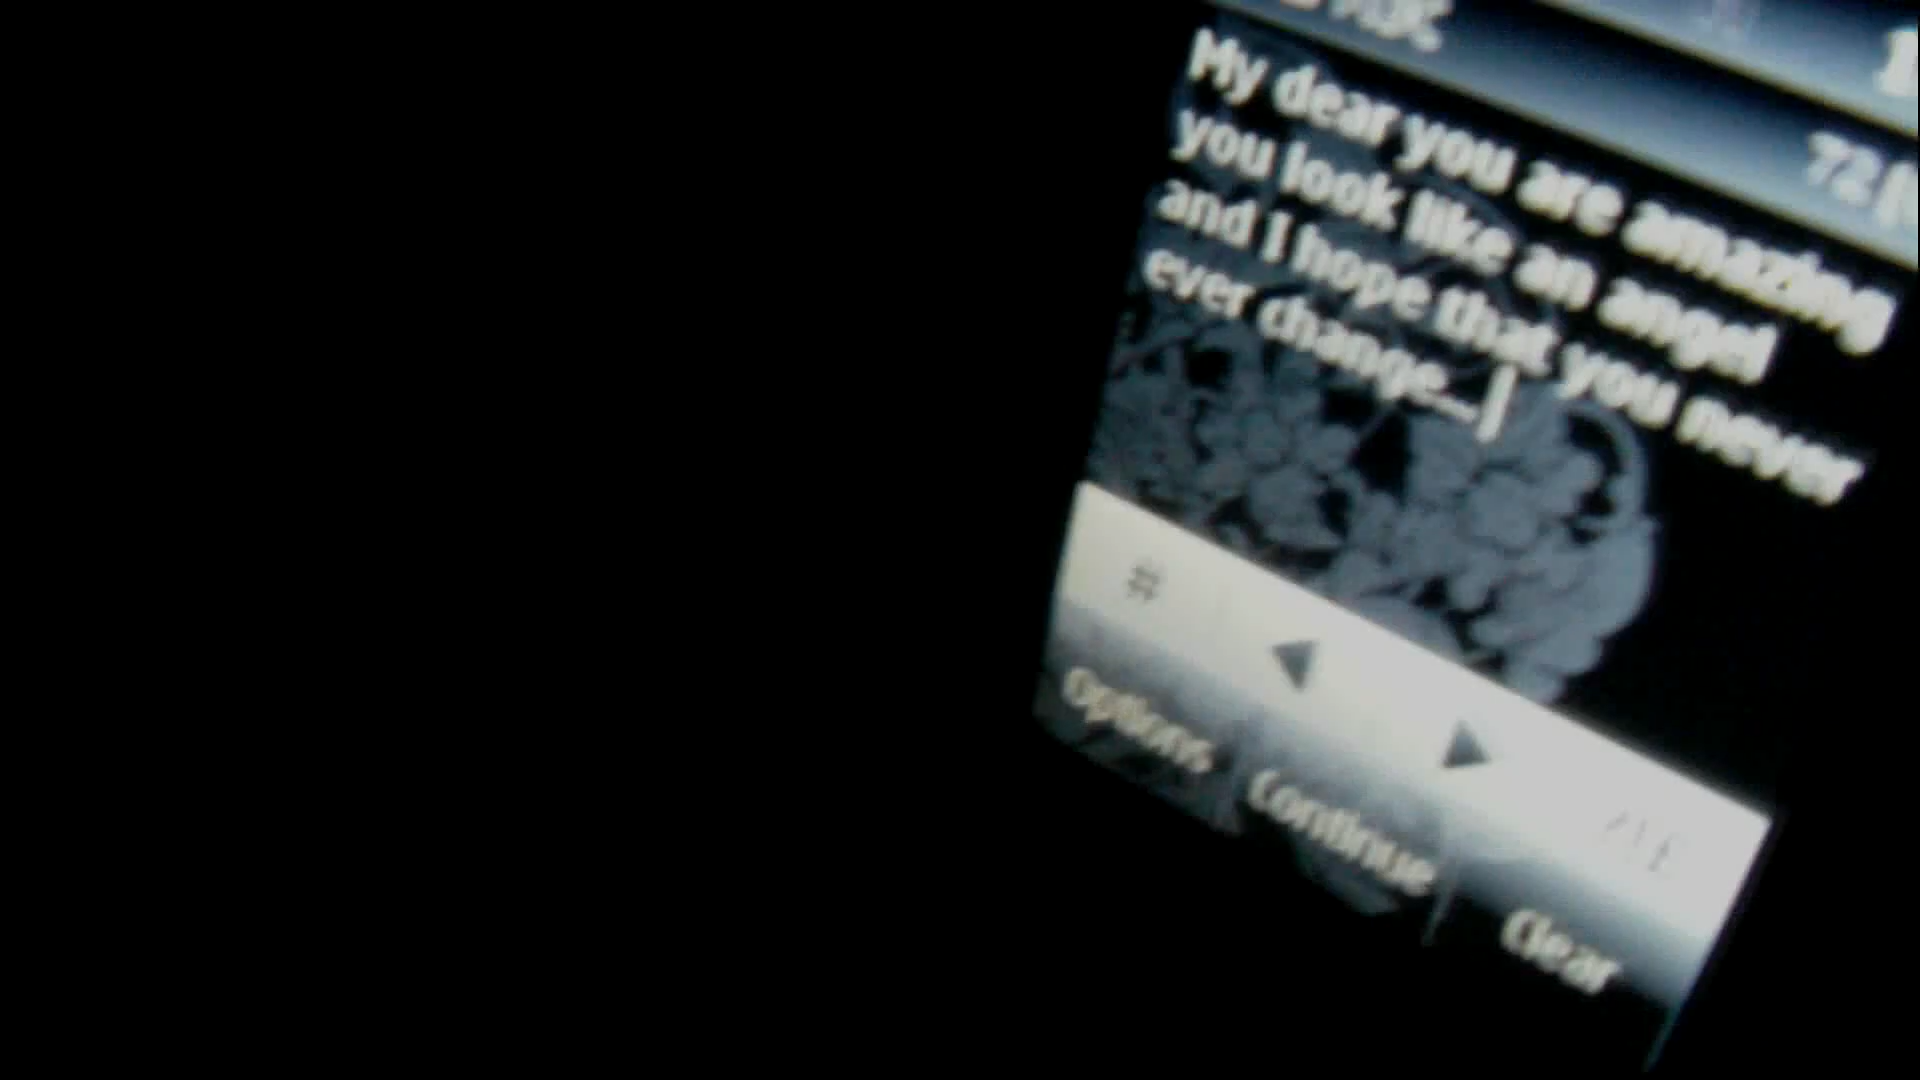 My dear you are amazing
you look like an angel
and I hope that you never
ever change...
#
Options Continue Clear